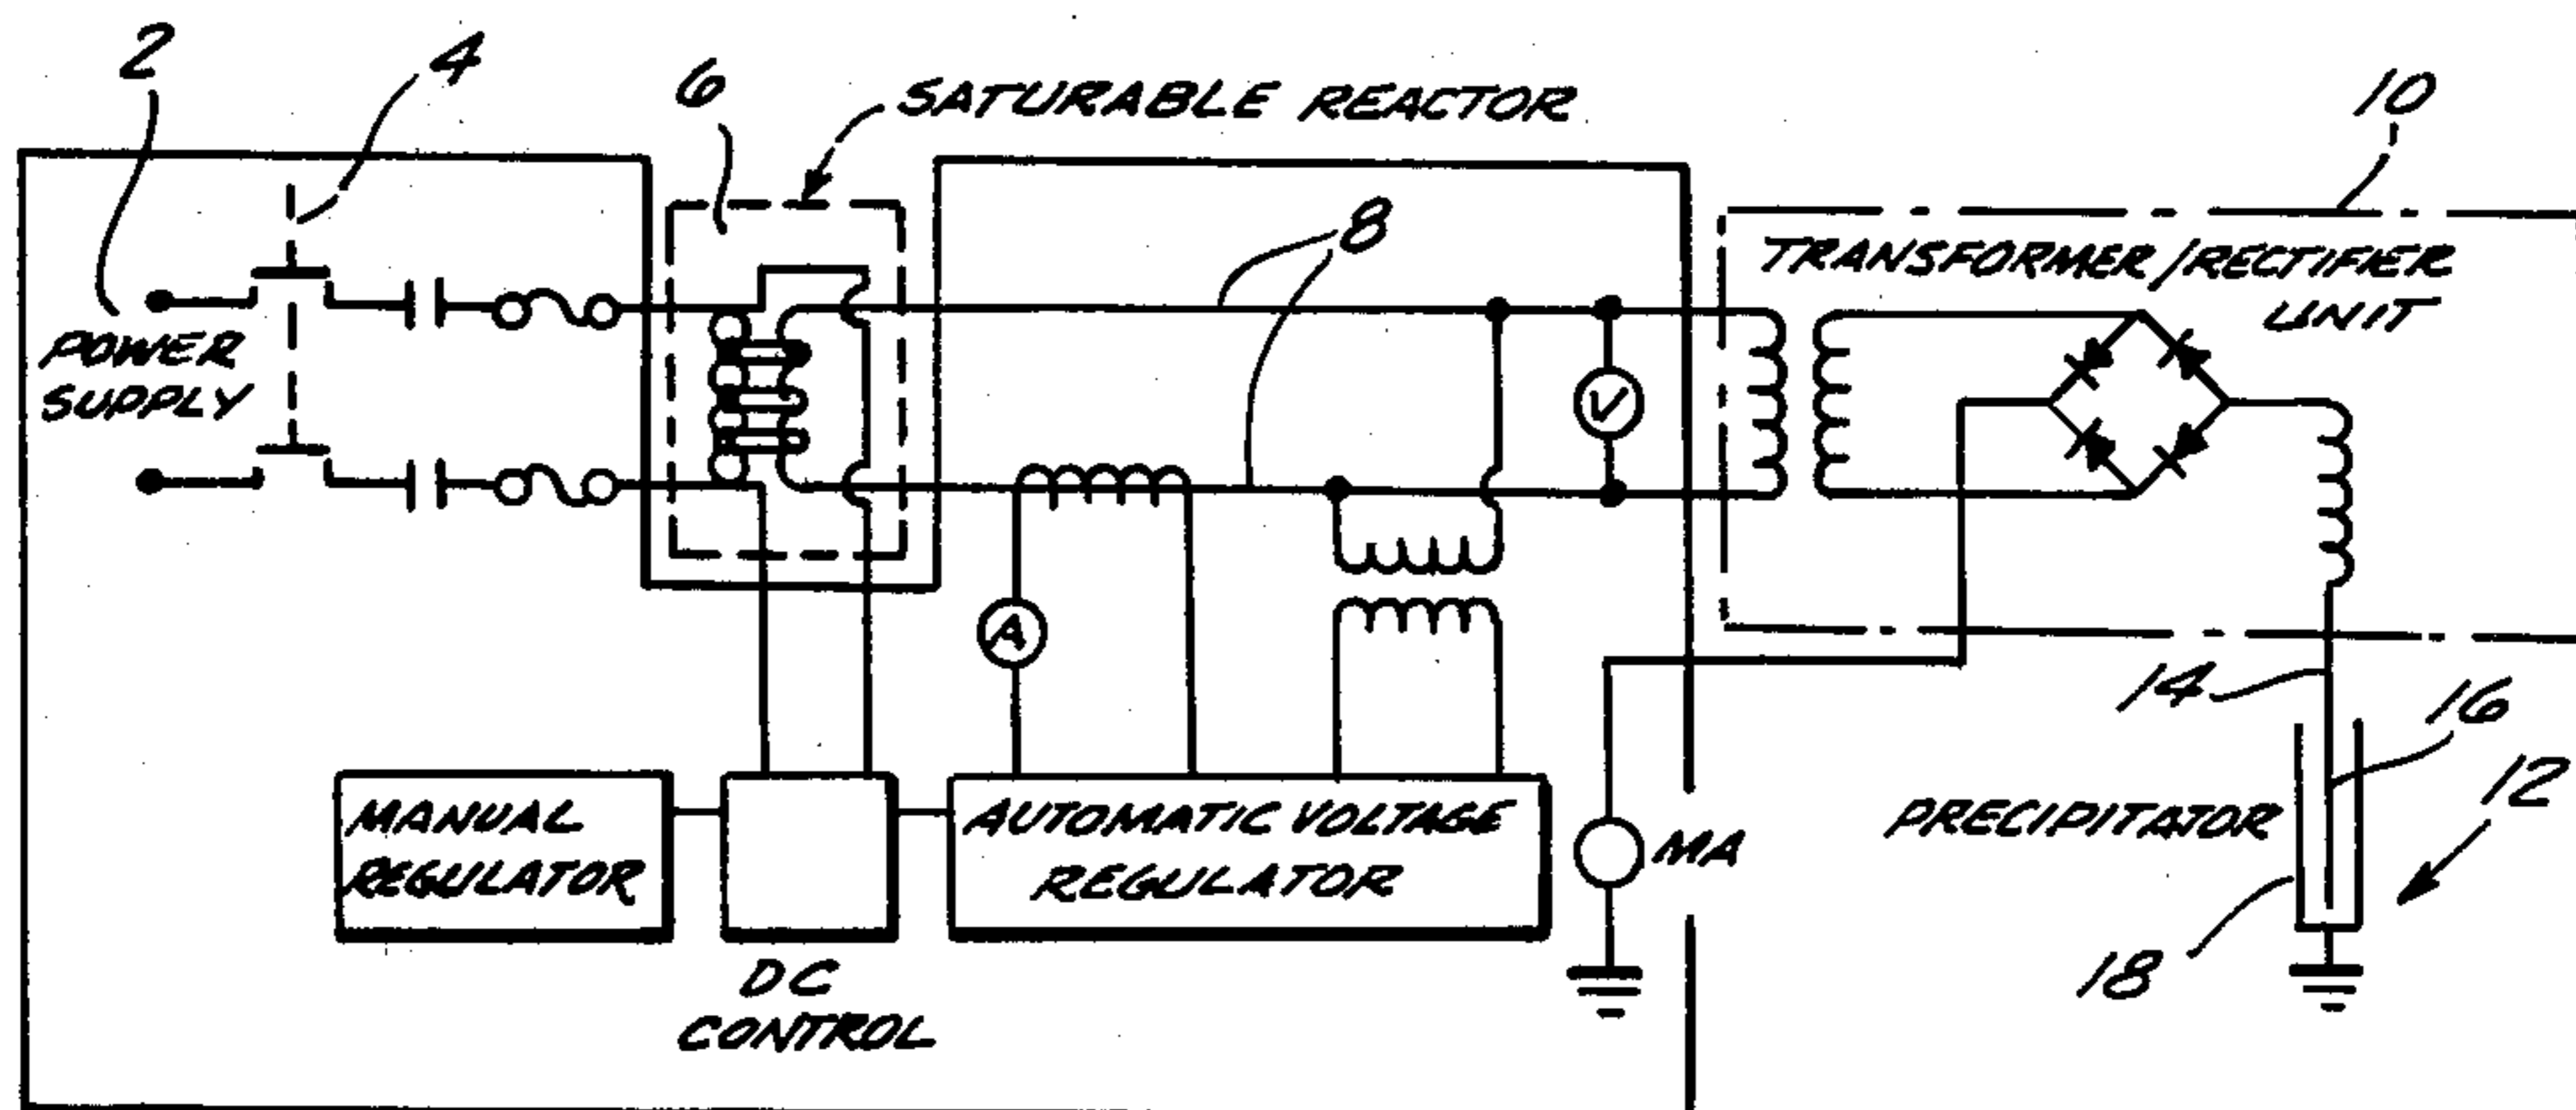 2
4
6
SATURABLE REACTOR
10
8
TRANSFORMER/RECTIFIER
UNIT
POWER
SUPPLY
V
A
14
16
12
MANUAL
REGULATOR
AUTOMATIC VOLTAGE
REGULATOR
MA
PRECIPITATOR
18
DC
CONTROL